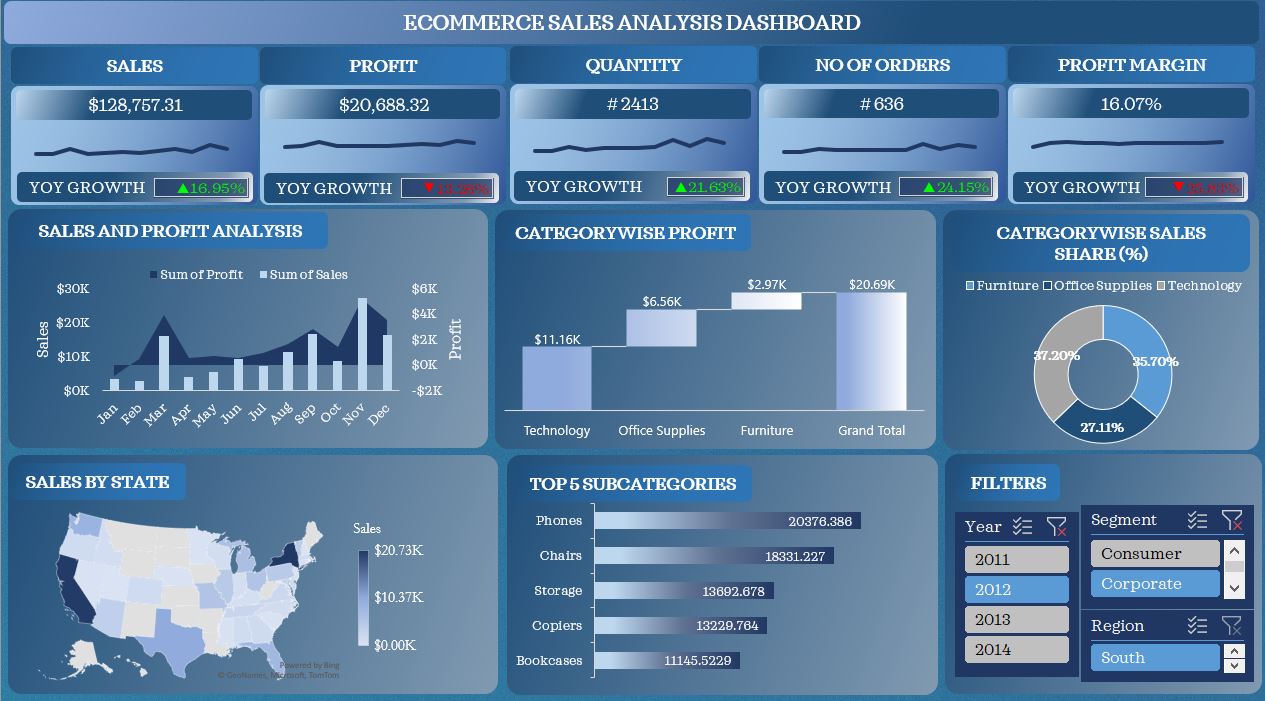 ECOMMERCE SALES ANALYSIS DASHBOARD
SALES
PROFIT
QUANTITY
NO OF ORDERS
PROFIT MARGIN
$128,757.31
$20,688.32
# 2413
# 636
16.07%
YOY GROWTH ▲16.95%
YOY GROWTH ▼
YOY GROWTH ▲21.63%
YOY GROWTH ▲24.15%
YOY GROWTH ▼
SALES AND PROFIT ANALYSIS
Sum of Profit Sum of Sales
Sales
$30K
$20K
$10K
$0K
$6K
$4K
$2K
$0K
-$2K
Profit
Jan
Feb
Mar
Apr
May
Jun
Jul
Aug
Sep
Oct
Nov
Dec
CATEGORYWISE PROFIT
$11.16K
$6.56K
$2.97K
$20.69K
Technology
Office Supplies
Furniture
Grand Total
CATEGORYWISE SALES
SHARE (%)
Furniture Office Supplies Technology
37.20%
35.70%
27.11%
SALES BY STATE
Sales
$20.73K
$10.37K
$0.00K
Powered by Bing
© GeoNames, Microsoft, TomTom
TOP 5 SUBCATEGORIES
Phones 20376.386
Chairs 18331.227
Storage 13692.678
Copiers 13229.764
Bookcases 11145.5229
FILTERS
Year
2011
2012
2013
2014
Segment
Consumer
Corporate
Region
South